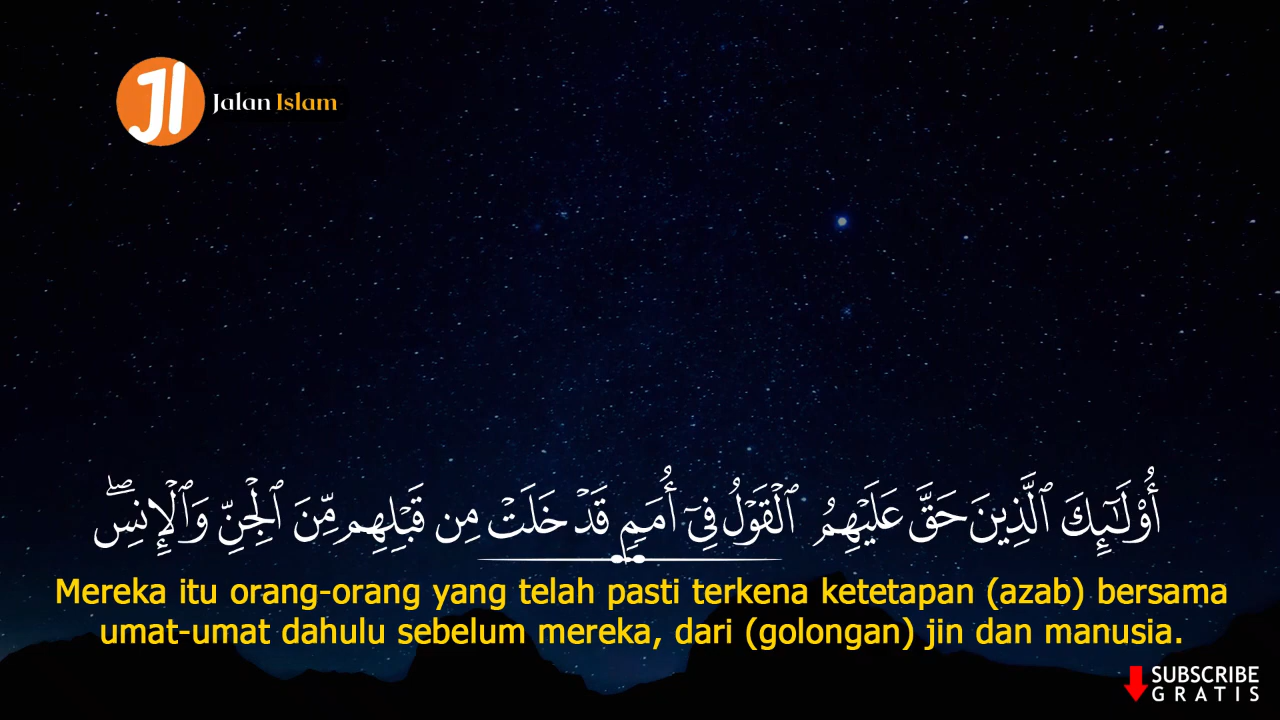 JI
Jalan Islam
أُوْلَـٰٓئِكَ ٱلَّذِينَ حَقَّ عَلَيْهِمُ ٱلْقَوْلُ فِىٓ أُمَمٍۢ قَدْ خَلَتْ مِن قَبْلِهِم مِّنَ ٱلْجِنِّ وَٱلْإِنسِ ۖ
Mereka itu orang-orang yang telah pasti terkena ketetapan (azab) bersama
umat-umat dahulu sebelum mereka, dari (golongan) jin dan manusia.
SUBSCRIBE
GRATIS